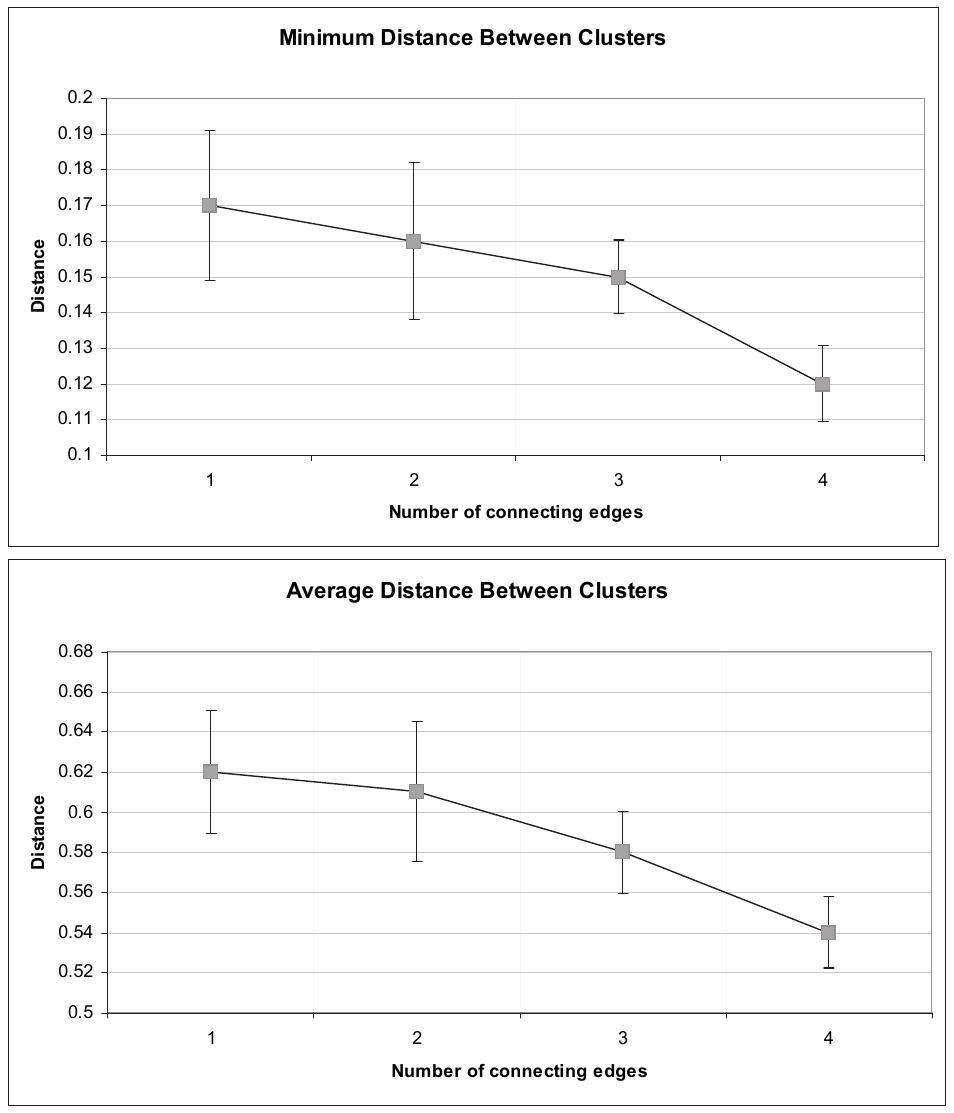 Minimum Distance Between Clusters
0.2
0.19
0.18
0.17
0.16
0.15
0.14
0.13
0.12
0.11
0.1
Distance
1 2 3 4
Number of connecting edges
Average Distance Between Clusters
0.68
0.66
0.64
0.62
0.6
0.58
0.56
0.54
0.52
0.5
Distance
1 2 3 4
Number of connecting edges